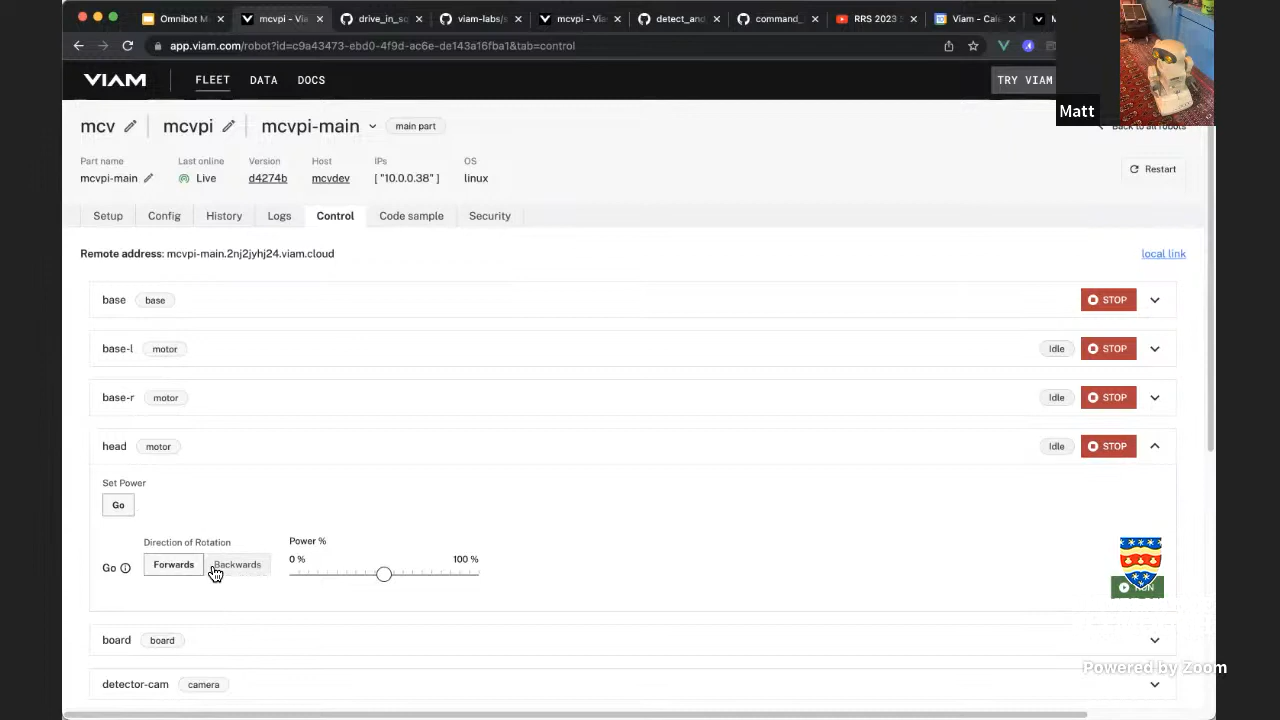 Omnibot M
mcvpi - Via
drive_in_sq
viam-labs/
mcvpi - Via
detect_and
command_
RRS 2023
Viam - Cale
app.viam.com/robot?id=c9a43473-ebd0-4f9d-ac6e-de143a16fba1&tab=control
VIAM
FLEET
DATA
DOCS
TRY VIAM
Matt
mcv
mcvpi
mcvpi-main
main part
Back to all robots
Part name
Last online
Version
Host
IPs
OS
mcvpi-main
Live
d4274b
mcvdev
[ "10.0.0.38" ]
linux
Restart
Setup
Config
History
Logs
Control
Code sample
Security
Remote address: mcvpi-main.2nj2jyhj24.viam.cloud
local link
base
base
STOP
base-l
motor
Idle
STOP
base-r
motor
Idle
STOP
head
motor
Idle
STOP
Set Power
Go
Direction of Rotation
Power %
0 %
100 %
Go
Forwards
Backwards
board
board
Powered by Zoom
detector-cam
camera